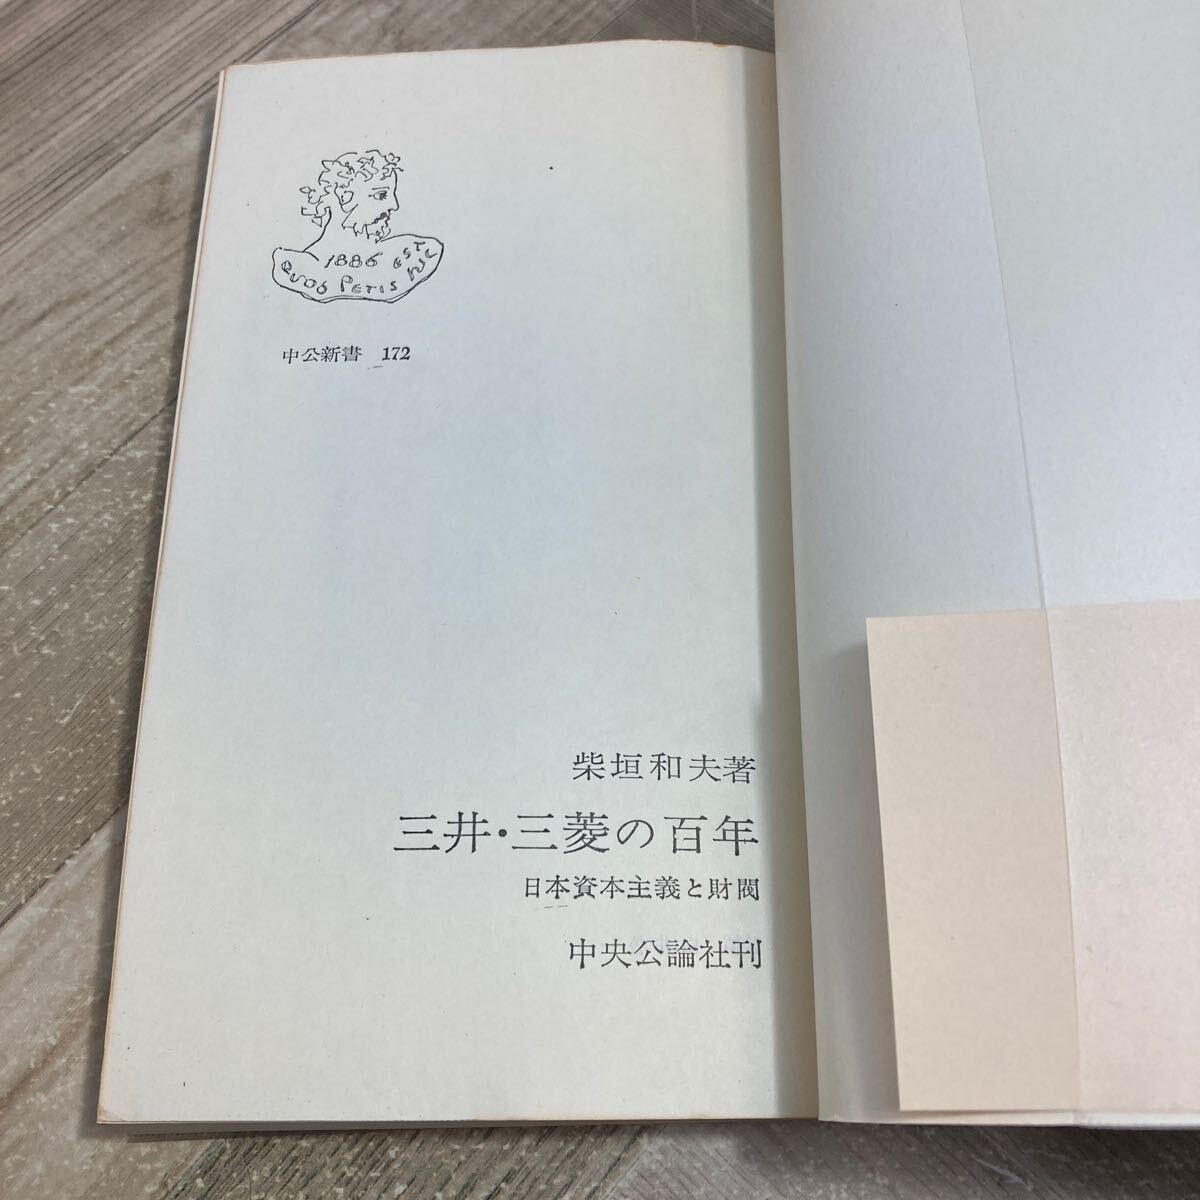 1886 EST
QVOD PETIS HIC
中公新書 172
柴垣和夫著
三井・三菱の百年
日本資本主義と財閥
中央公論社刊